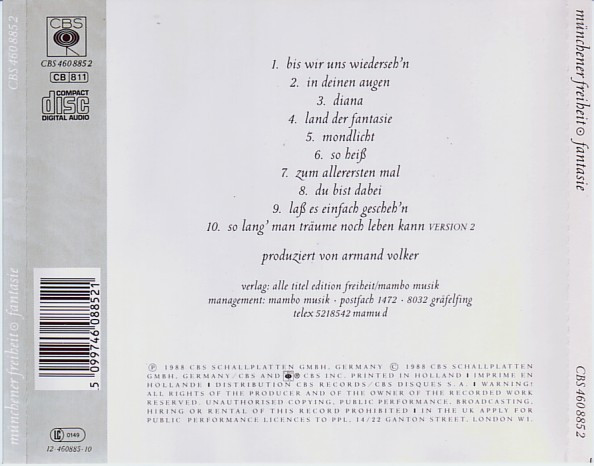 CBS 460 885 2
münchener freiheit fantasie
CBS
CBS 460 885 2
CB 811
COMPACT
disc
DIGITAL AUDIO
1. bis wir uns wiederseh'n
2. in deinen augen
3. diana
4. land der fantasie
5. mondlicht
6. so heiß
7. zum allerersten mal
8. du bist dabei
9. laß es einfach gescheh'n
10. so lang' man träume noch leben kann VERSION 2
produziert von armand volker
verlag: alle titel edition freiheit/mambo musik
management: mambo musik · postfach 1472 · 8032 gräfelfing
telex 5218542 mamu d
5 099746 088521
LC 0149
12-460885-10
℗ 1988 CBS SCHALLPLATTEN GMBH, GERMANY © 1988 CBS SCHALLPLATTEN
GMBH, GERMANY/CBS AND ® CBS INC. PRINTED IN HOLLAND ❙ IMPRIME EN
HOLLANDE ❙ DISTRIBUTION CBS RECORDS/CBS DISQUES S.A. ❙ WARNING:
ALL RIGHTS OF THE PRODUCER AND OF THE OWNER OF THE RECORDED WORK
RESERVED. UNAUTHORISED COPYING, PUBLIC PERFORMANCE, BROADCASTING,
HIRING OR RENTAL OF THIS RECORD PROHIBITED ❙ IN THE UK APPLY FOR
PUBLIC PERFORMANCE LICENCES TO PPL, 14/22 GANTON STREET, LONDON W1.
münchener freiheit fantasie
CBS 460 885 2